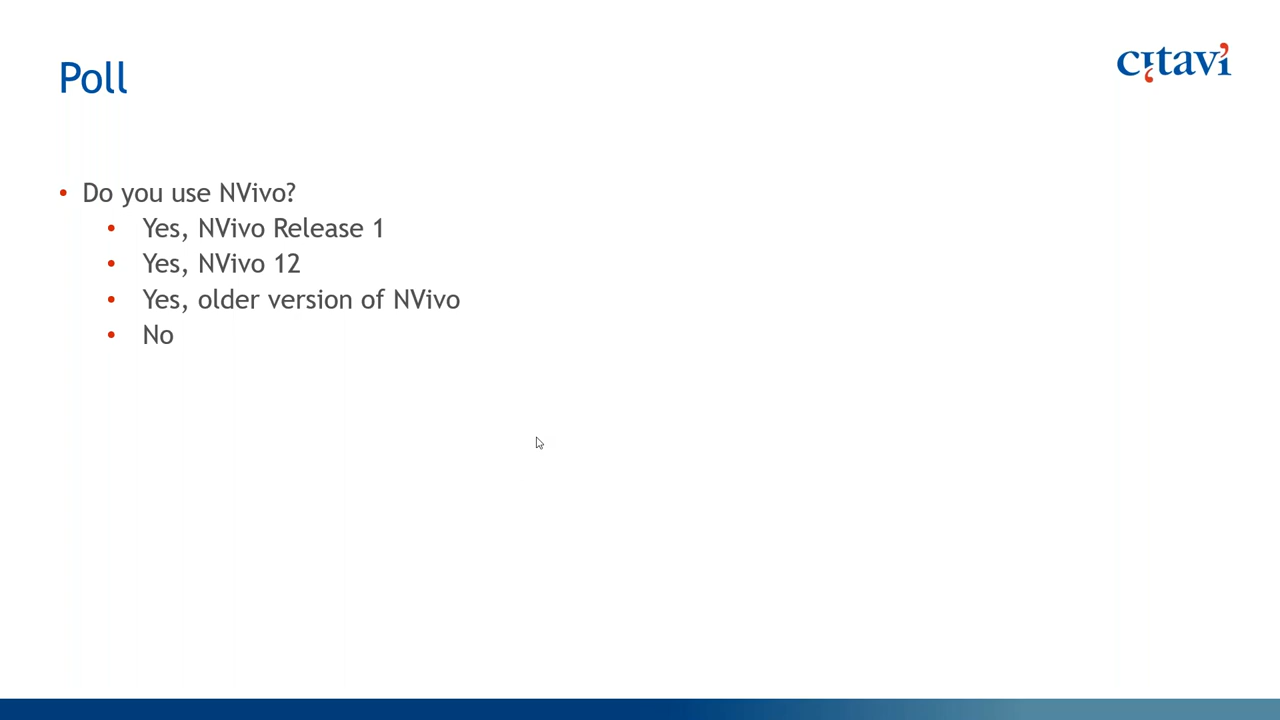 Poll
citavi
• Do you use NVivo?
• Yes, NVivo Release 1
• Yes, NVivo 12
• Yes, older version of NVivo
• No